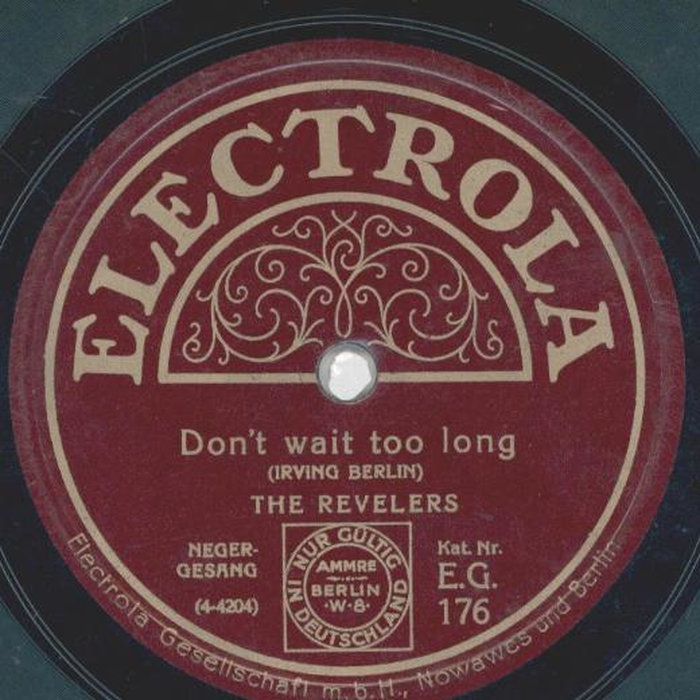 ELECTROLA
Don't wait too long
(IRVING BERLIN)
THE REVELERS
NEGER-
GESANG
(4-4204)
NUR GÜLTIG
IN DEUTSCHLAND
AMMRE
BERLIN
·W·8·
Kat. Nr.
E.G.
176
Electrola Gesellschaft m.b.H., Nowawes und Berlin